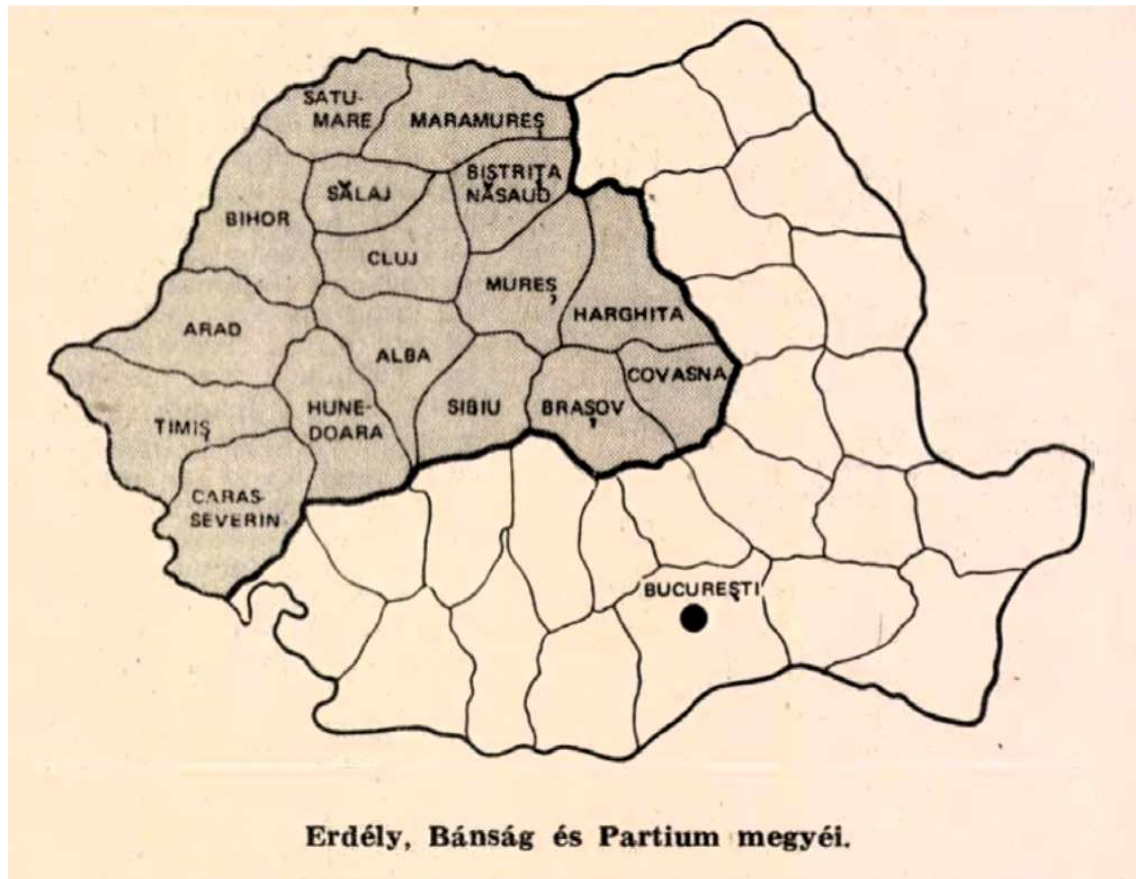 SATU-
MARE
MARAMUREȘ
BISTRIȚA
NĂSAUD
SĂLAJ
BIHOR
CLUJ
MUREȘ
HARGHITA
ARAD
ALBA
COVASNA
HUNE-
DOARA
SIBIU
BRAȘOV
TIMIȘ
CARAS-
SEVERIN
BUCUREȘTI
Erdély, Bánság és Partium megyéi.